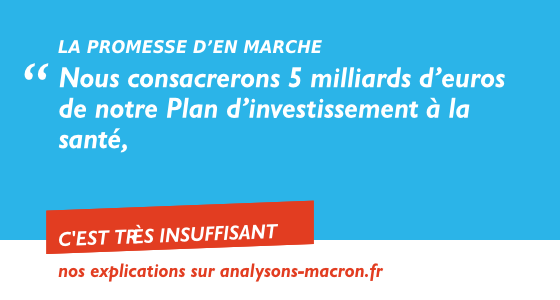 LA PROMESSE D'EN MARCHE
“ Nous consacrerons 5 milliards d'euros
de notre Plan d'investissement à la
santé,
C'EST TRÈS INSUFFISANT
nos explications sur analysons-macron.fr